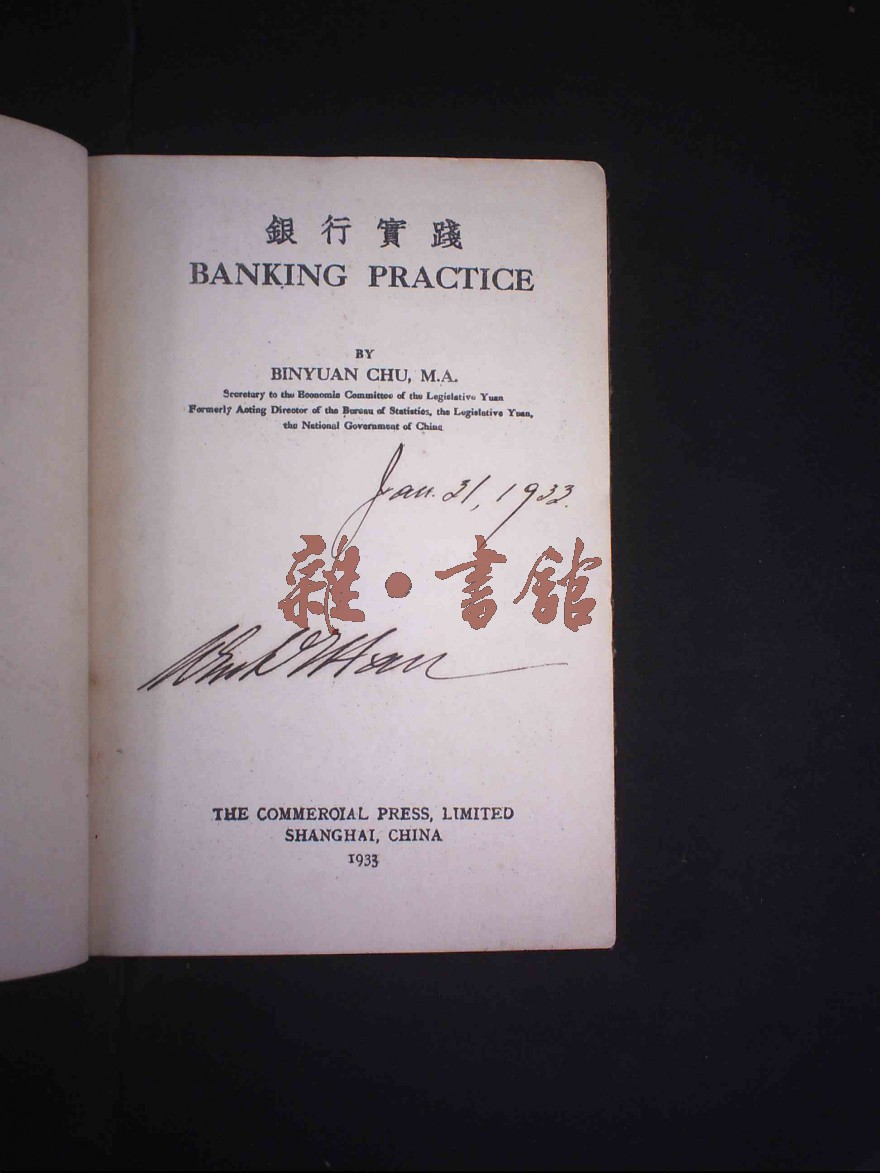 銀行實踐
BANKING PRACTICE
BY
BINYUAN CHU, M.A.
Secretary to the Economic Committee of the Legislative Yuan
Formerly Acting Director of the Bureau of Statistics, the Legislative Yuan,
the National Government of China
Jan. 31, 1933.
雜·書館
THE COMMERCIAL PRESS, LIMITED
SHANGHAI, CHINA
1933